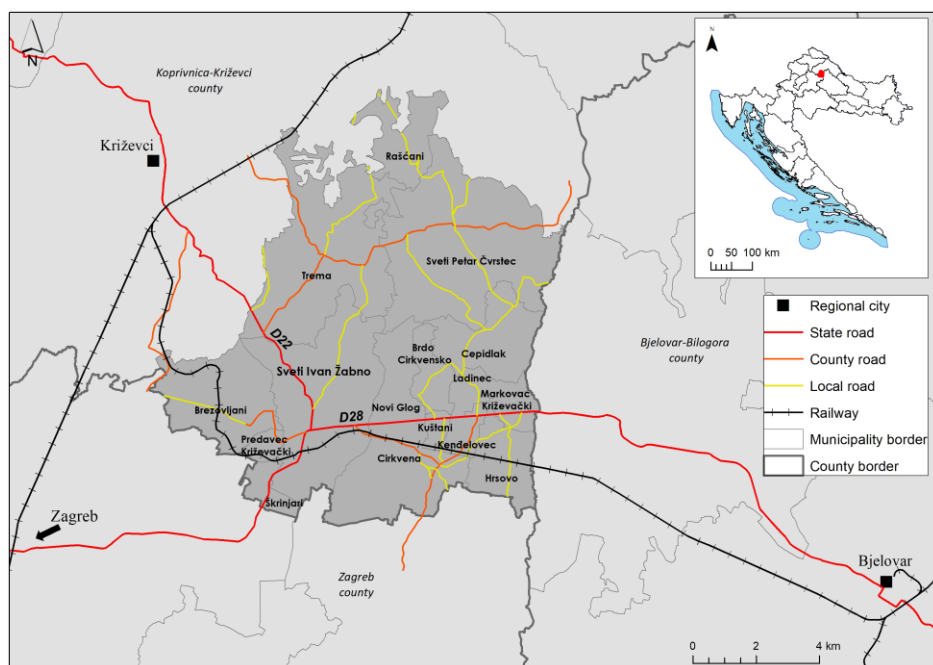 N
Koprivnica-Križevci
county
Križevci
Rašćani
Trema
Sveti Petar Čvrstec
D22
Brdo
Cirkvensko
Cepidlak
Sveti Ivan Žabno
Ladinec
Markovac
Križevački
Brezovljani
Novi Glog
D28
Kuštani
Predavec
Križevački
Kenđelovec
Cirkvena
Hrsovo
Škrinjari
Zagreb
Zagreb
county
Bjelovar-Bilogora
county
Bjelovar
0 2 4 km
N
0 50 100 km
Regional city
State road
County road
Local road
Railway
Municipality border
County border